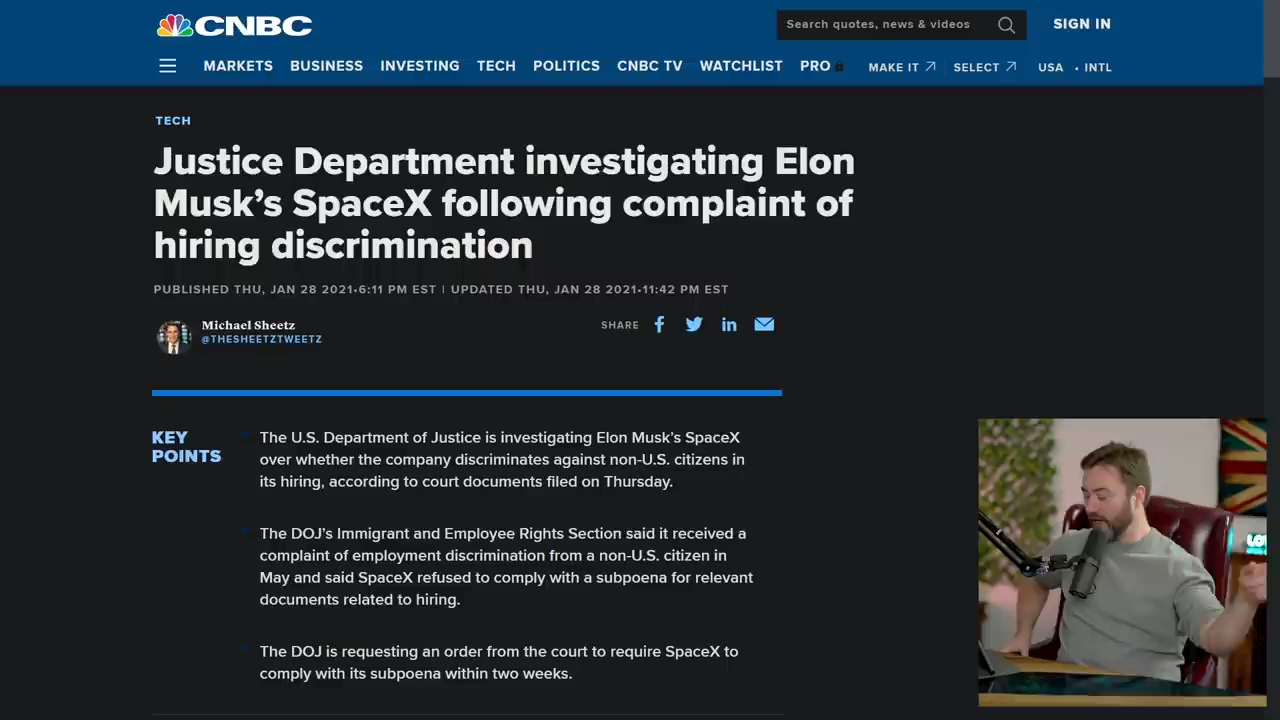 CNBC
Search quotes, news & videos
SIGN IN
MARKETS BUSINESS INVESTING TECH POLITICS CNBC TV WATCHLIST PRO MAKE IT SELECT USA • INTL
TECH
Justice Department investigating Elon
Musk’s SpaceX following complaint of
hiring discrimination
PUBLISHED THU, JAN 28 2021•6:11 PM EST | UPDATED THU, JAN 28 2021•11:42 PM EST
Michael Sheetz
@THESHEETZTWEETZ
SHARE
KEY
POINTS
The U.S. Department of Justice is investigating Elon Musk’s SpaceX
over whether the company discriminates against non-U.S. citizens in
its hiring, according to court documents filed on Thursday.
The DOJ’s Immigrant and Employee Rights Section said it received a
complaint of employment discrimination from a non-U.S. citizen in
May and said SpaceX refused to comply with a subpoena for relevant
documents related to hiring.
The DOJ is requesting an order from the court to require SpaceX to
comply with its subpoena within two weeks.